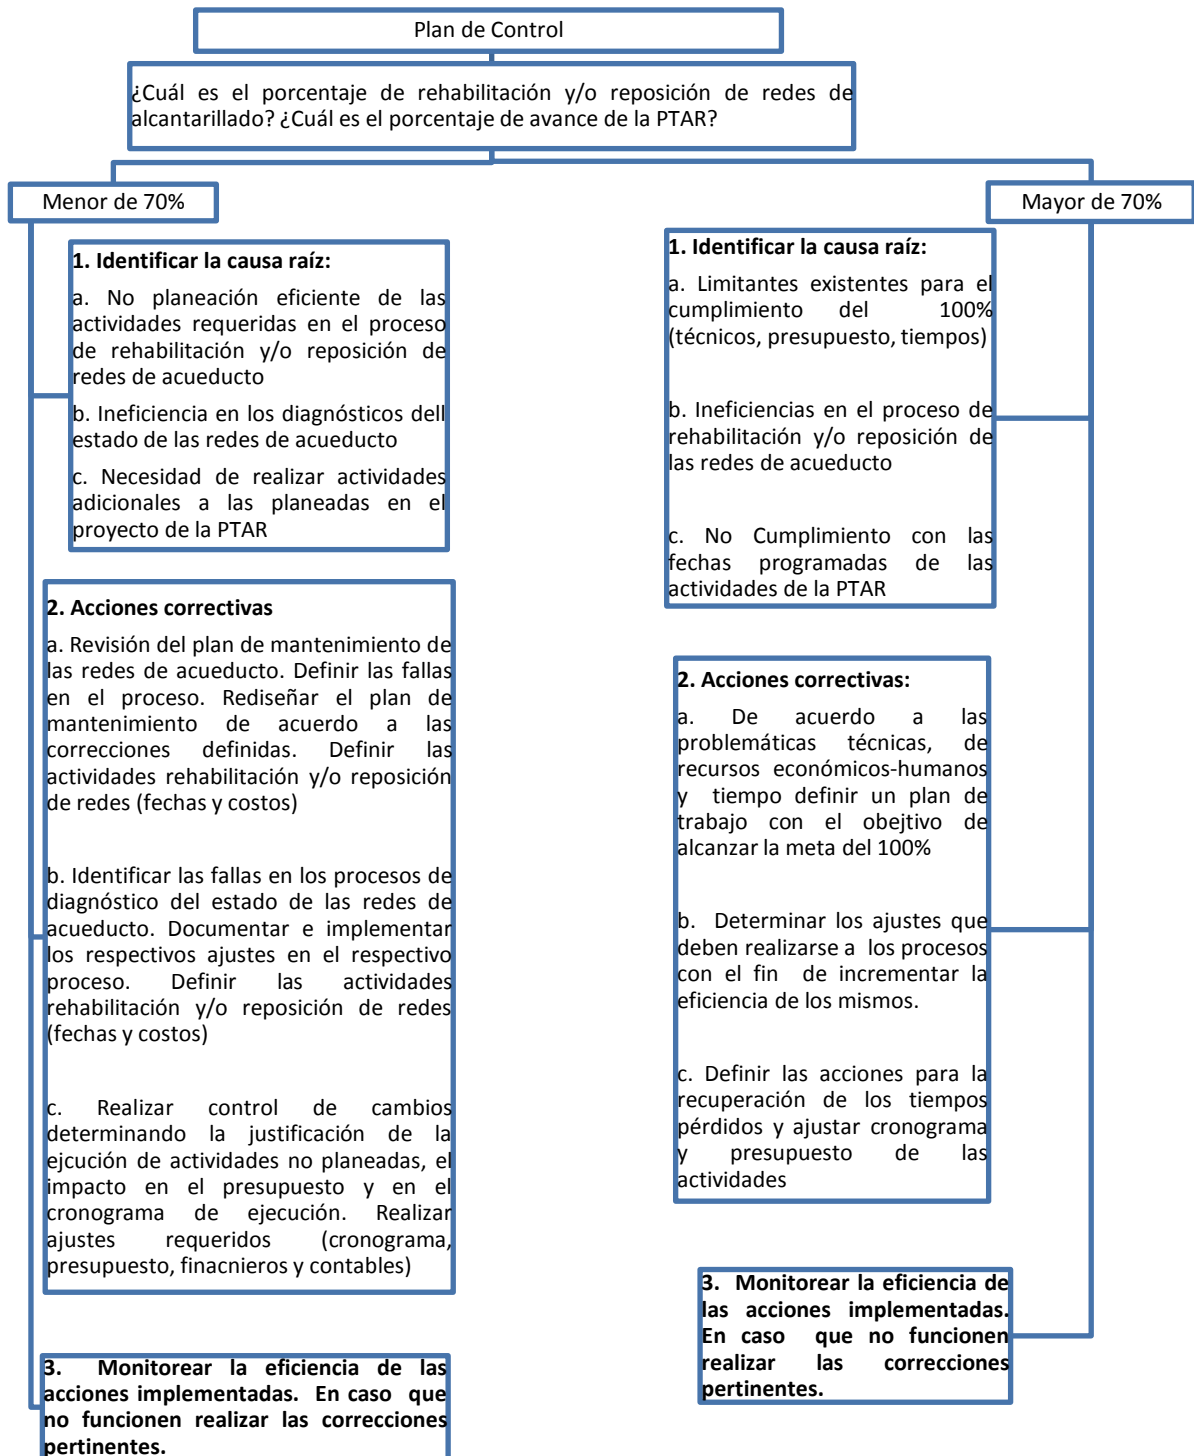 Plan de Control
¿Cuál es el porcentaje de rehabilitación y/o reposición de redes de
alcantarillado? ¿Cuál es el porcentaje de avance de la PTAR?
Menor de 70%
1. Identificar la causa raíz:
a. No planeación eficiente de las
actividades requeridas en el proceso
de rehabilitación y/o reposición de
redes de acueducto
b. Ineficiencia en los diagnósticos dell
estado de las redes de acueducto
c. Necesidad de realizar actividades
adicionales a las planeadas en el
proyecto de la PTAR
2. Acciones correctivas
a. Revisión del plan de mantenimiento de
las redes de acueducto. Definir las fallas
en el proceso. Rediseñar el plan de
mantenimiento de acuerdo a las
correcciones definidas. Definir las
actividades rehabilitación y/o reposición
de redes (fechas y costos)
b. Identificar las fallas en los procesos de
diagnóstico del estado de las redes de
acueducto. Documentar e implementar
los respectivos ajustes en el respectivo
proceso. Definir las actividades
rehabilitación y/o reposición de redes
(fechas y costos)
c. Realizar control de cambios
determinando la justificación de la
ejcución de actividades no planeadas, el
impacto en el presupuesto y en el
cronograma de ejecución. Realizar
ajustes requeridos (cronograma,
presupuesto, finacnieros y contables)
3. Monitorear la eficiencia de las
acciones implementadas. En caso que
no funcionen realizar las correcciones
pertinentes.
Mayor de 70%
1. Identificar la causa raíz:
a. Limitantes existentes para el
cumplimiento del 100%
(técnicos, presupuesto, tiempos)
b. Ineficiencias en el proceso de
rehabilitación y/o reposición de
las redes de acueducto
c. No Cumplimiento con las
fechas programadas de las
actividades de la PTAR
2. Acciones correctivas:
a. De acuerdo a las
problemáticas técnicas, de
recursos económicos-humanos
y tiempo definir un plan de
trabajo con el obejtivo de
alcanzar la meta del 100%
b. Determinar los ajustes que
deben realizarse a los procesos
con el fin de incrementar la
eficiencia de los mismos.
c. Definir las acciones para la
recuperación de los tiempos
pérdidos y ajustar cronograma
y presupuesto de las
actividades
3. Monitorear la eficiencia de
las acciones implementadas.
En caso que no funcionen
realizar las correcciones
pertinentes.